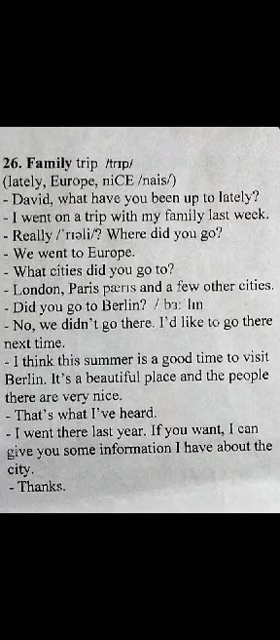 26. Family trip /trɪp/
(lately, Europe, niCE /nais/)
- David, what have you been up to lately?
- I went on a trip with my family last week.
- Really /ˈrɪəli/? Where did you go?
- We went to Europe.
- What cities did you go to?
- London, Paris pærɪs and a few other cities.
- Did you go to Berlin? / bɜː lɪn
- No, we didn't go there. I'd like to go there
next time.
- I think this summer is a good time to visit
Berlin. It's a beautiful place and the people
there are very nice.
- That's what I've heard.
- I went there last year. If you want, I can
give you some information I have about the
city.
- Thanks.